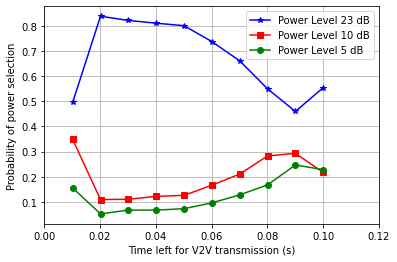 Power Level 23 dB
Power Level 10 dB
Power Level 5 dB
Probability of power selection
0.8
0.7
0.6
0.5
0.4
0.3
0.2
0.1
0.00 0.02 0.04 0.06 0.08 0.10 0.12
Time left for V2V transmission (s)